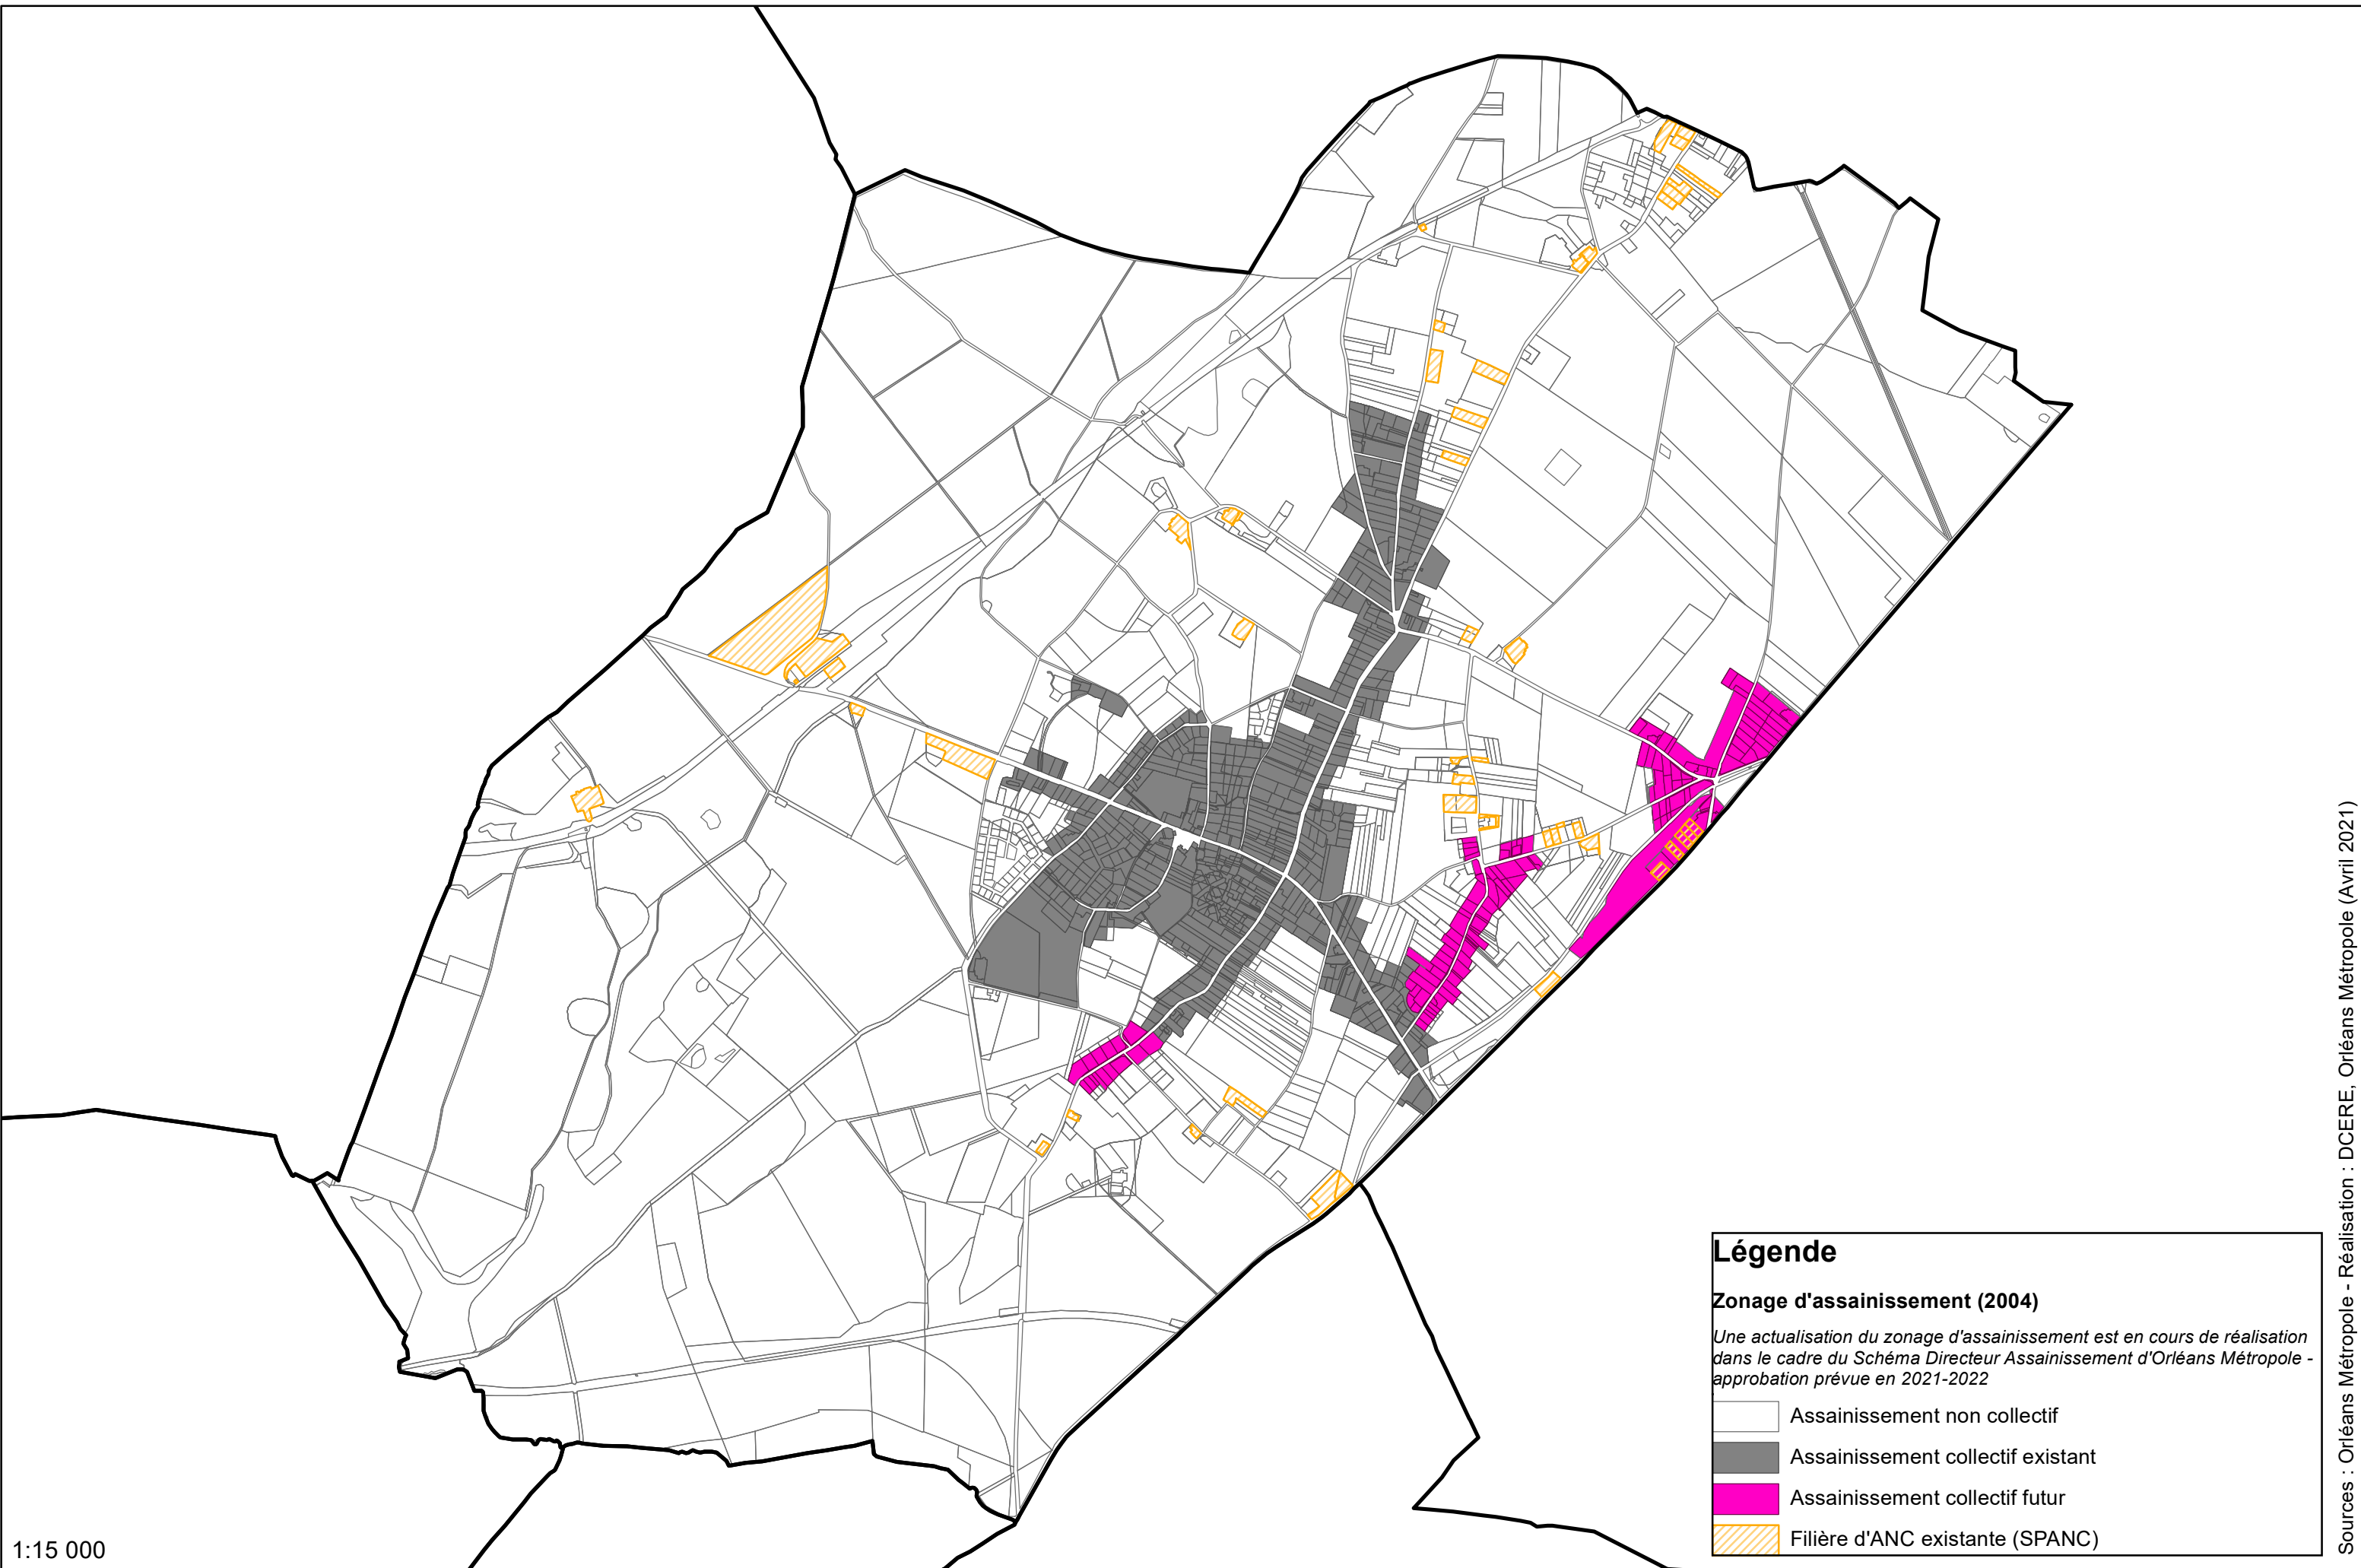 Légende
Zonage d'assainissement (2004)
Une actualisation du zonage d'assainissement est en cours de réalisation
dans le cadre du Schéma Directeur Assainissement d'Orléans Métropole -
approbation prévue en 2021-2022
Assainissement non collectif
Assainissement collectif existant
Assainissement collectif futur
Filière d'ANC existante (SPANC)
1:15 000
Sources : Orléans Métropole - Réalisation : DCERE, Orléans Métropole (Avril 2021)